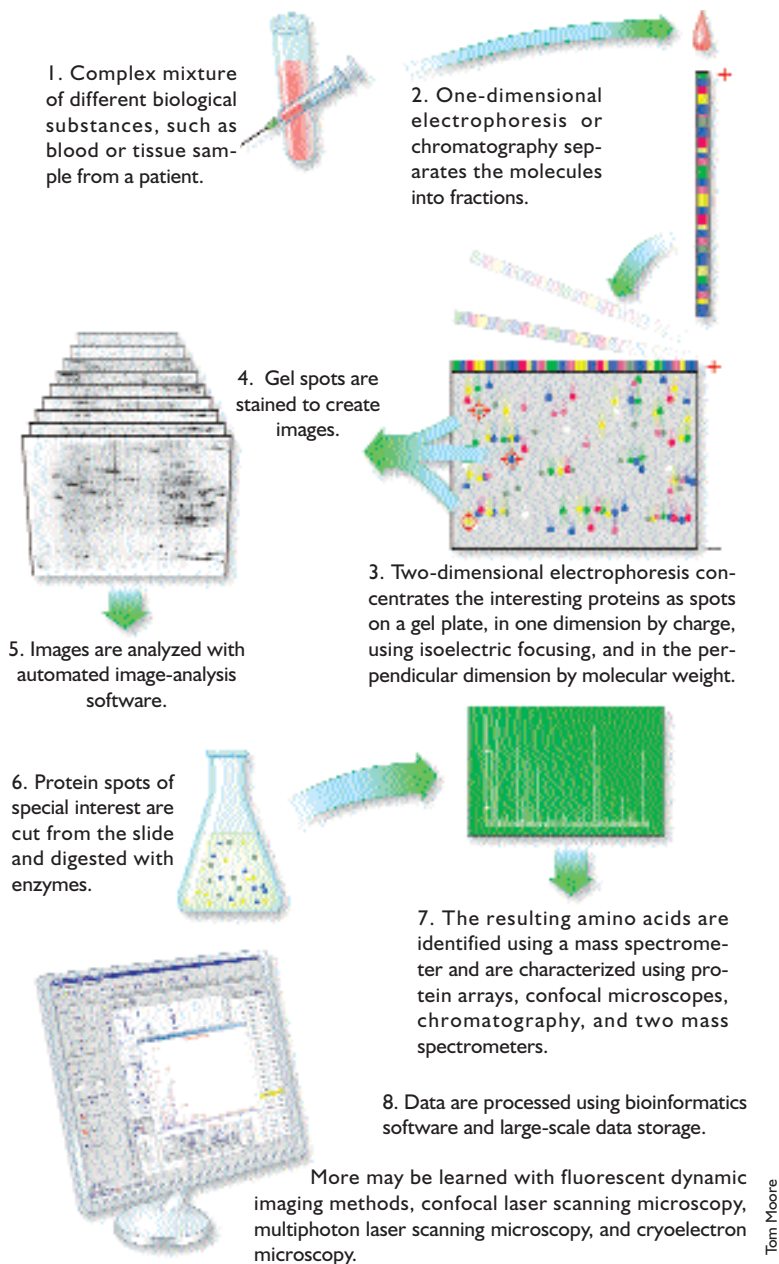 1. Complex mixture
of different biological
substances, such as
blood or tissue sam-
ple from a patient.
2. One-dimensional
electrophoresis or
chromatography sep-
arates the molecules
into fractions.
+
+
4. Gel spots are
stained to create
images.
—
3. Two-dimensional electrophoresis con-
centrates the interesting proteins as spots
on a gel plate, in one dimension by charge,
using isoelectric focusing, and in the per-
pendicular dimension by molecular weight.
5. Images are analyzed with
automated image-analysis
software.
6. Protein spots of
special interest are
cut from the slide
and digested with
enzymes.
7. The resulting amino acids are
identified using a mass spectrome-
ter and are characterized using pro-
tein arrays, confocal microscopes,
chromatography, and two mass
spectrometers.
8. Data are processed using bioinformatics
software and large-scale data storage.
More may be learned with fluorescent dynamic
imaging methods, confocal laser scanning microscopy,
multiphoton laser scanning microscopy, and cryoelectron
microscopy.
Tom Moore